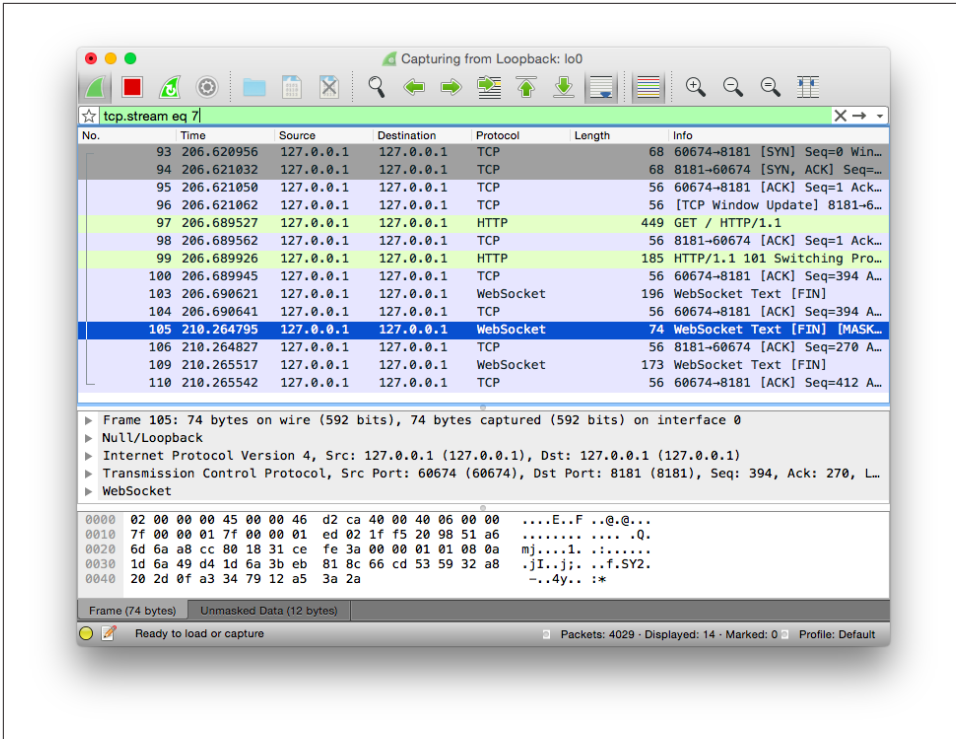 Capturing from Loopback: lo0
tcp.stream eq 7
No. Time Source Destination Protocol Length Info
93 206.620956 127.0.0.1 127.0.0.1 TCP 68 60674→8181 [SYN] Seq=0 Win…
94 206.621032 127.0.0.1 127.0.0.1 TCP 68 8181→60674 [SYN, ACK] Seq=…
95 206.621050 127.0.0.1 127.0.0.1 TCP 56 60674→8181 [ACK] Seq=1 Ack…
96 206.621062 127.0.0.1 127.0.0.1 TCP 56 [TCP Window Update] 8181→6…
97 206.689527 127.0.0.1 127.0.0.1 HTTP 449 GET / HTTP/1.1
98 206.689562 127.0.0.1 127.0.0.1 TCP 56 8181→60674 [ACK] Seq=1 Ack…
99 206.689926 127.0.0.1 127.0.0.1 HTTP 185 HTTP/1.1 101 Switching Pro…
100 206.689945 127.0.0.1 127.0.0.1 TCP 56 60674→8181 [ACK] Seq=394 A…
103 206.690621 127.0.0.1 127.0.0.1 WebSocket 196 WebSocket Text [FIN]
104 206.690641 127.0.0.1 127.0.0.1 TCP 56 60674→8181 [ACK] Seq=394 A…
105 210.264795 127.0.0.1 127.0.0.1 WebSocket 74 WebSocket Text [FIN] [MASK…
106 210.264827 127.0.0.1 127.0.0.1 TCP 56 8181→60674 [ACK] Seq=270 A…
109 210.265517 127.0.0.1 127.0.0.1 WebSocket 173 WebSocket Text [FIN]
110 210.265542 127.0.0.1 127.0.0.1 TCP 56 60674→8181 [ACK] Seq=412 A…
Frame 105: 74 bytes on wire (592 bits), 74 bytes captured (592 bits) on interface 0
Null/Loopback
Internet Protocol Version 4, Src: 127.0.0.1 (127.0.0.1), Dst: 127.0.0.1 (127.0.0.1)
Transmission Control Protocol, Src Port: 60674 (60674), Dst Port: 8181 (8181), Seq: 394, Ack: 270, L…
WebSocket
0000 02 00 00 00 45 00 00 46 d2 ca 40 00 40 06 00 00 ....E..F ..@.@...
0010 7f 00 00 01 7f 00 00 01 ed 02 1f f5 20 98 51 a6 ........ .... .Q.
0020 6d 6a a8 cc 80 18 31 ce fe 3a 00 00 01 01 08 0a mj....1. .:......
0030 1d 6a 49 d4 1d 6a 3b eb 81 8c 66 cd 53 59 32 a8 .jI..j;. ..f.SY2.
0040 20 2d 0f a3 34 79 12 a5 3a 2a -..4y.. :*
Frame (74 bytes) Unmasked Data (12 bytes)
Ready to load or capture Packets: 4029 · Displayed: 14 · Marked: 0 Profile: Default